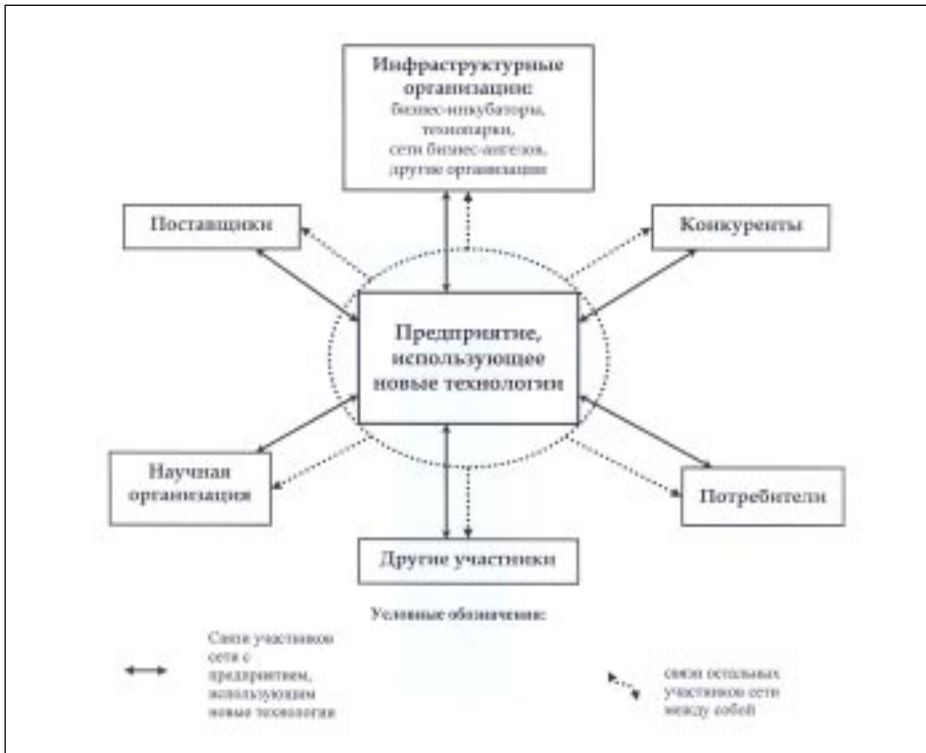 Инфраструктурные
организации:
бизнес-инкубаторы,
технопарки,
сети бизнес-ангелов,
другие организации
Поставщики
Конкуренты
Предприятие,
использующее
новые технологии
Научная
организация
Потребители
Другие участники
Условные обозначения:
Связи участников
сети с
предприятием,
использующим
новые технологии
связи остальных
участников сети
между собой